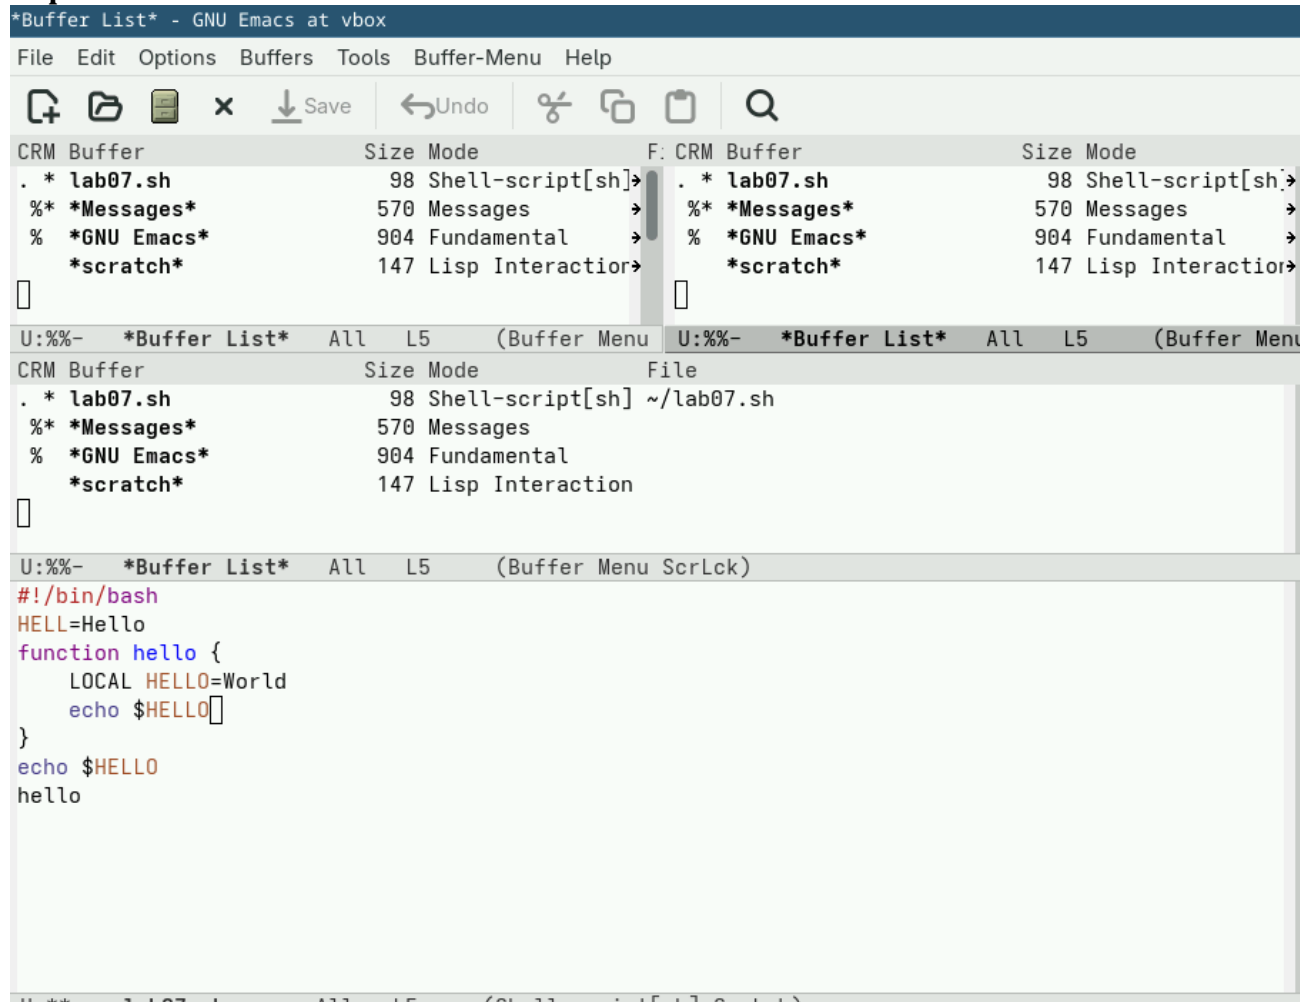 *Buffer List* - GNU Emacs at vbox
File Edit Options Buffers Tools Buffer-Menu Help
Save Undo
CRM Buffer Size Mode F
. * lab07.sh 98 Shell-script[sh]
%* *Messages* 570 Messages
% *GNU Emacs* 904 Fundamental
*scratch* 147 Lisp Interaction
U:%%- *Buffer List* All L5 (Buffer Menu
CRM Buffer Size Mode
. * lab07.sh 98 Shell-script[sh]
%* *Messages* 570 Messages
% *GNU Emacs* 904 Fundamental
*scratch* 147 Lisp Interaction
U:%%- *Buffer List* All L5 (Buffer Menu
CRM Buffer Size Mode File
. * lab07.sh 98 Shell-script[sh] ~/lab07.sh
%* *Messages* 570 Messages
% *GNU Emacs* 904 Fundamental
*scratch* 147 Lisp Interaction
U:%%- *Buffer List* All L5 (Buffer Menu ScrLck)
#!/bin/bash
HELL=Hello
function hello {
LOCAL HELLO=World
echo $HELLO
}
echo $HELLO
hello